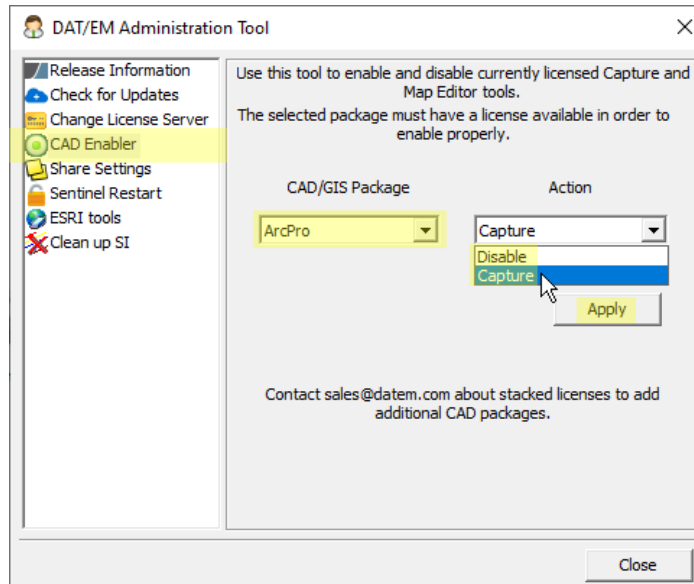 DAT/EM Administration Tool
Release Information
Check for Updates
Change License Server
CAD Enabler
Share Settings
Sentinel Restart
ESRI tools
Clean up SI
Use this tool to enable and disable currently licensed Capture and
Map Editor tools.
The selected package must have a license available in order to
enable properly.
CAD/GIS Package
Action
ArcPro
Capture
Disable
Capture
Apply
Contact sales@datem.com about stacked licenses to add
additional CAD packages.
Close